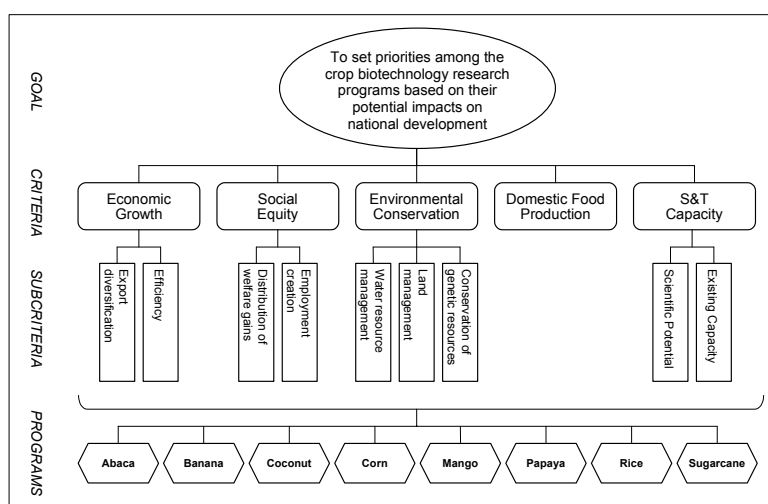 GOAL
To set priorities among the
crop biotechnology research
programs based on their
potential impacts on
national development
CRITERIA
Economic
Growth
Social
Equity
Environmental
Conservation
Domestic Food
Production
S&T
Capacity
SUBCRITERIA
Export
diversification
Efficiency
Distribution of
welfare gains
Employment
creation
Water resource
management
Land
management
Conservation of
genetic resources
Scientific Potential
Existing Capacity
PROGRAMS
Abaca
Banana
Coconut
Corn
Mango
Papaya
Rice
Sugarcane